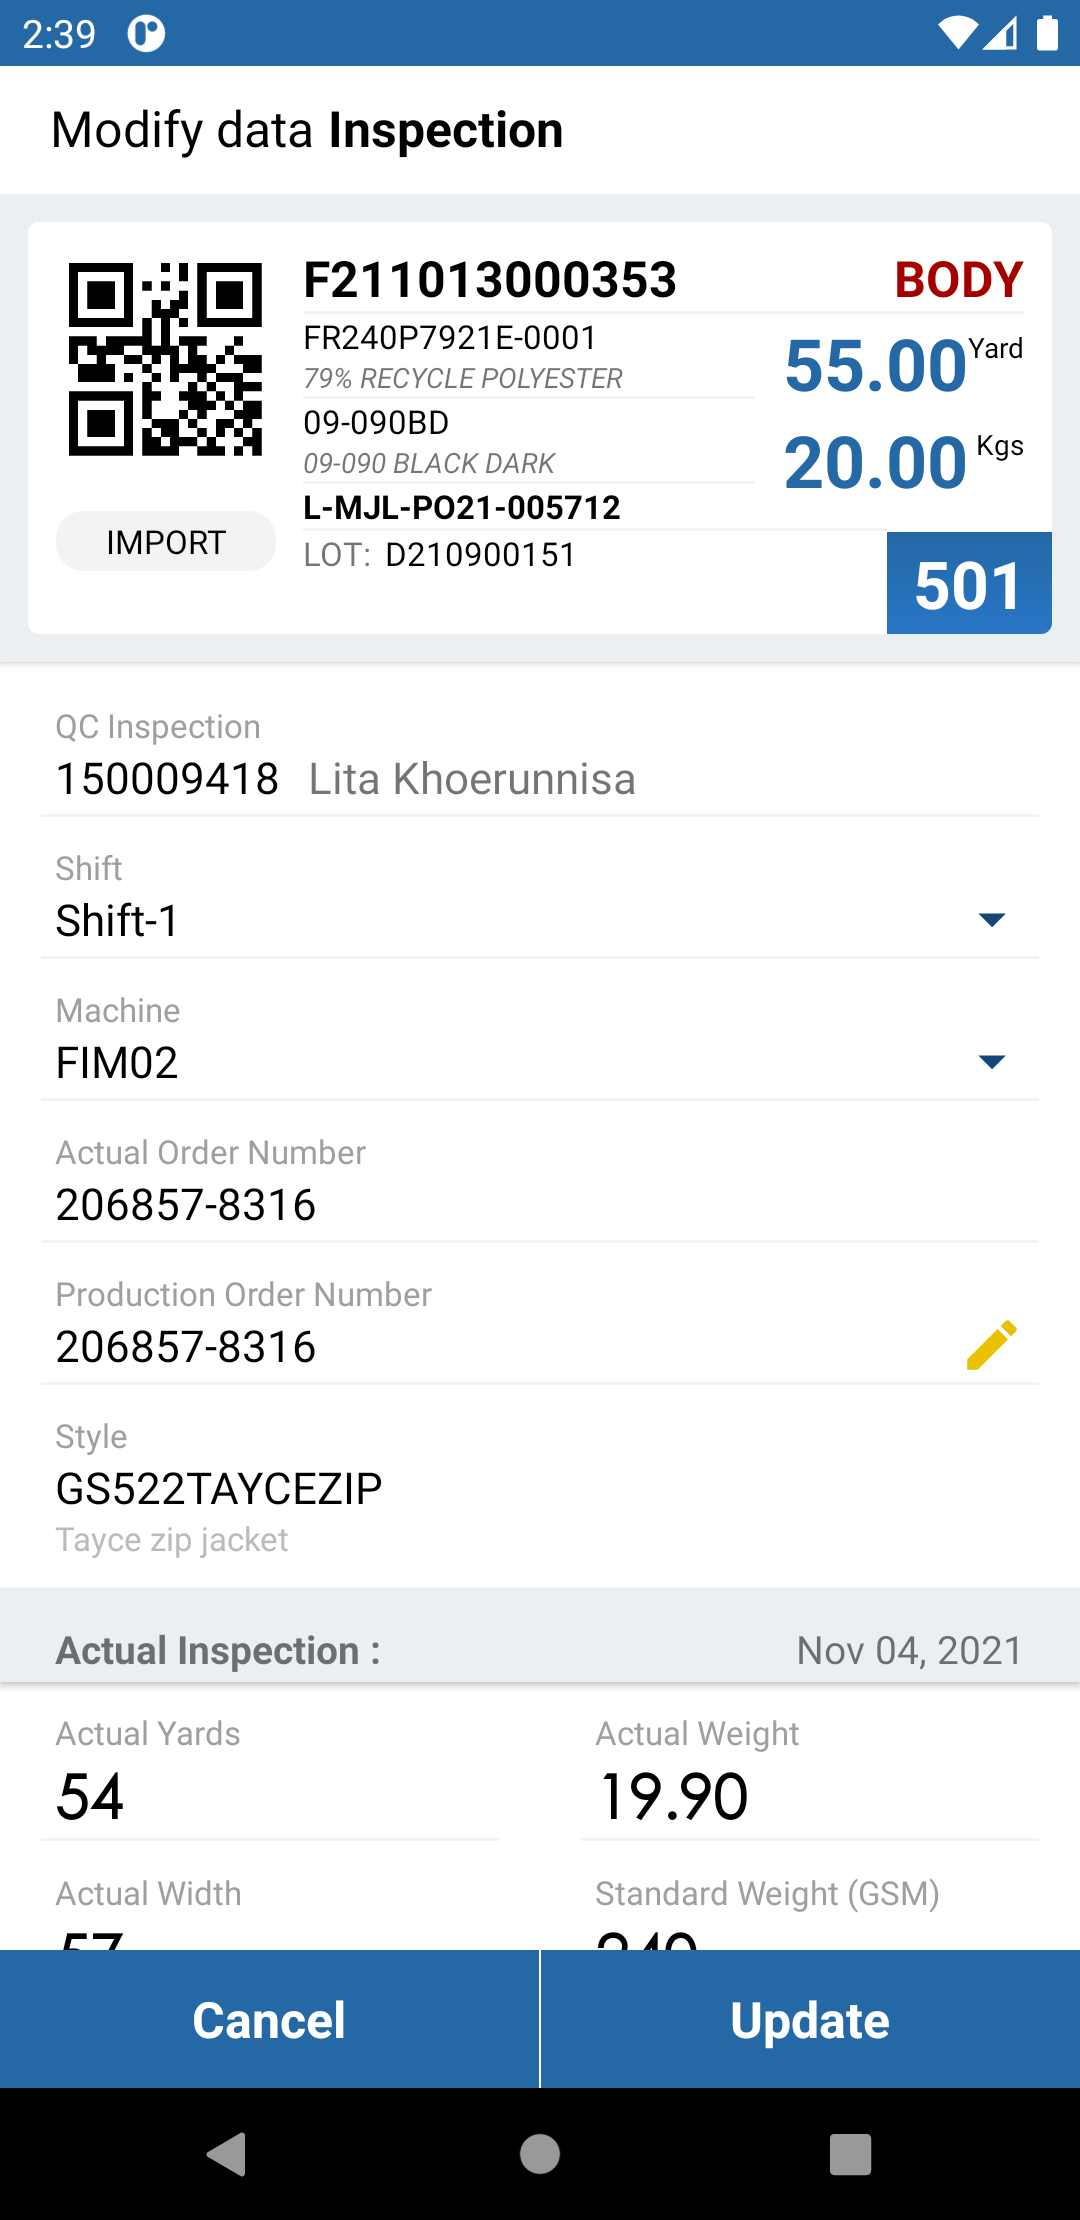 2:39
Modify data Inspection
F211013000353
BODY
FR240P7921E-0001
79% RECYCLE POLYESTER
55.00 Yard
09-090BD
09-090 BLACK DARK
20.00 Kgs
L-MJL-PO21-005712
IMPORT
LOT: D210900151
501
QC Inspection
150009418 Lita Khoerunnisa
Shift
Shift-1
Machine
FIM02
Actual Order Number
206857-8316
Production Order Number
206857-8316
Style
GS522TAYCEZIP
Tayce zip jacket
Actual Inspection : Nov 04, 2021
Actual Yards Actual Weight
54 19.90
Actual Width Standard Weight (GSM)
57 240
Cancel Update